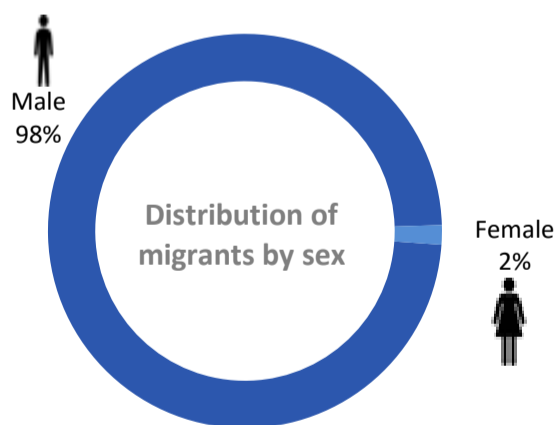 Male
98%
Distribution of
migrants by sex
Female
2%